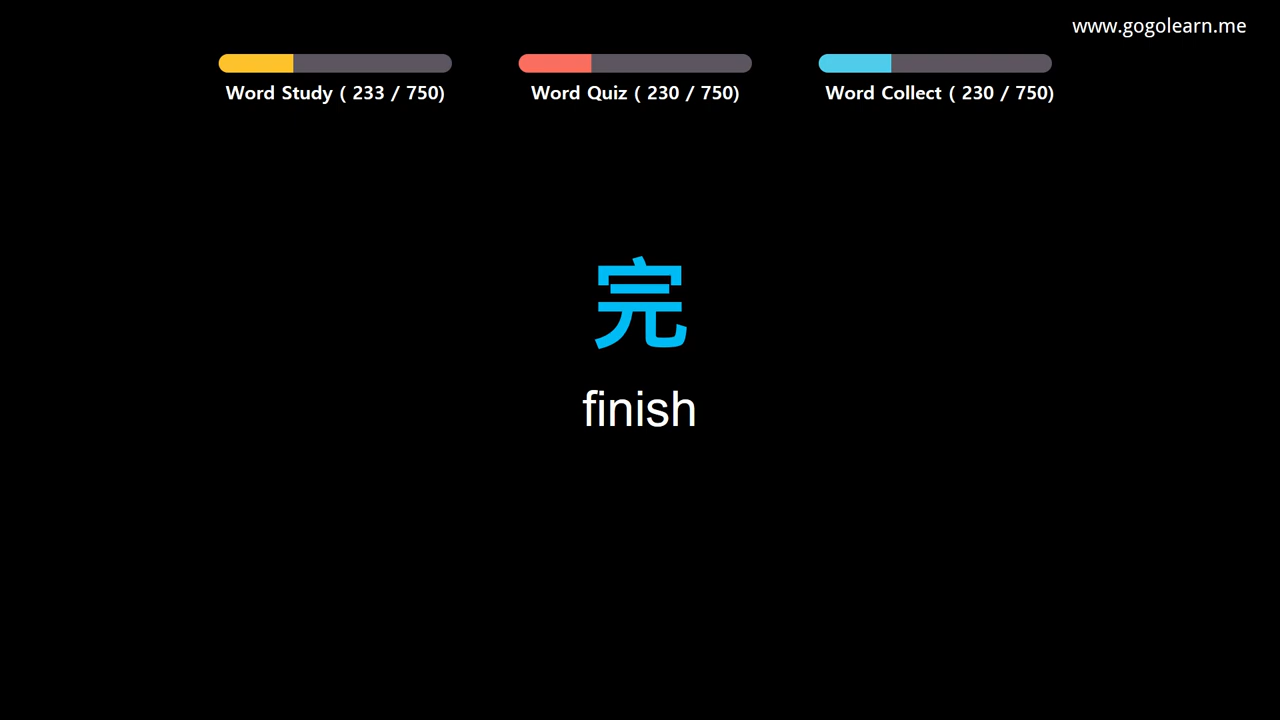 www.gogolearn.me
Word Study ( 233 / 750)
Word Quiz ( 230 / 750)
Word Collect ( 230 / 750)
完
finish